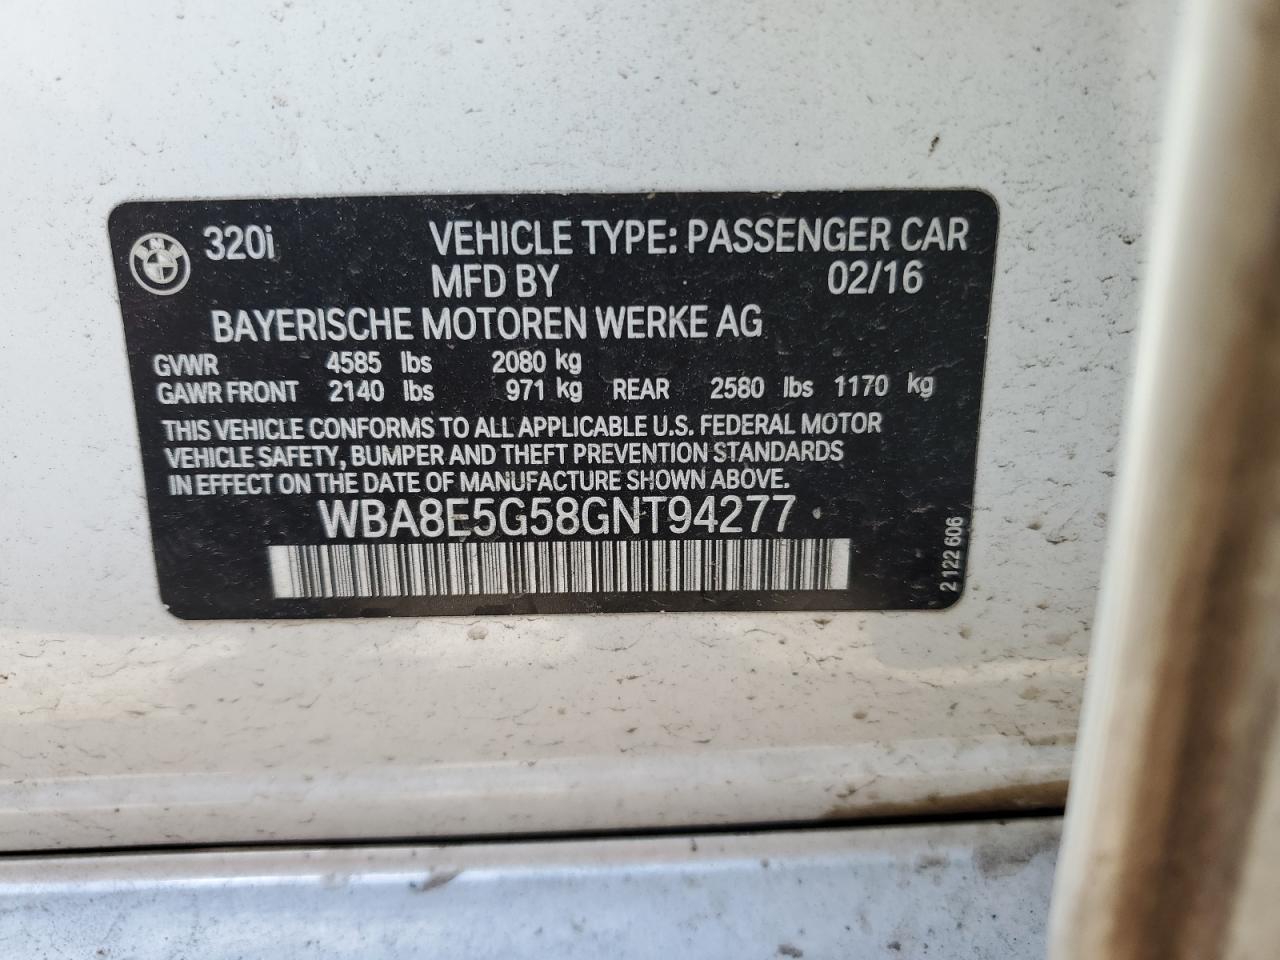 320i VEHICLE TYPE: PASSENGER CAR
MFD BY 02/16
BAYERISCHE MOTOREN WERKE AG
GVWR 4585 lbs 2080 kg
GAWR FRONT 2140 lbs 971 kg REAR 2580 lbs 1170 kg
THIS VEHICLE CONFORMS TO ALL APPLICABLE U.S. FEDERAL MOTOR
VEHICLE SAFETY, BUMPER AND THEFT PREVENTION STANDARDS
IN EFFECT ON THE DATE OF MANUFACTURE SHOWN ABOVE.
WBA8E5G58GNT94277
2 122 606